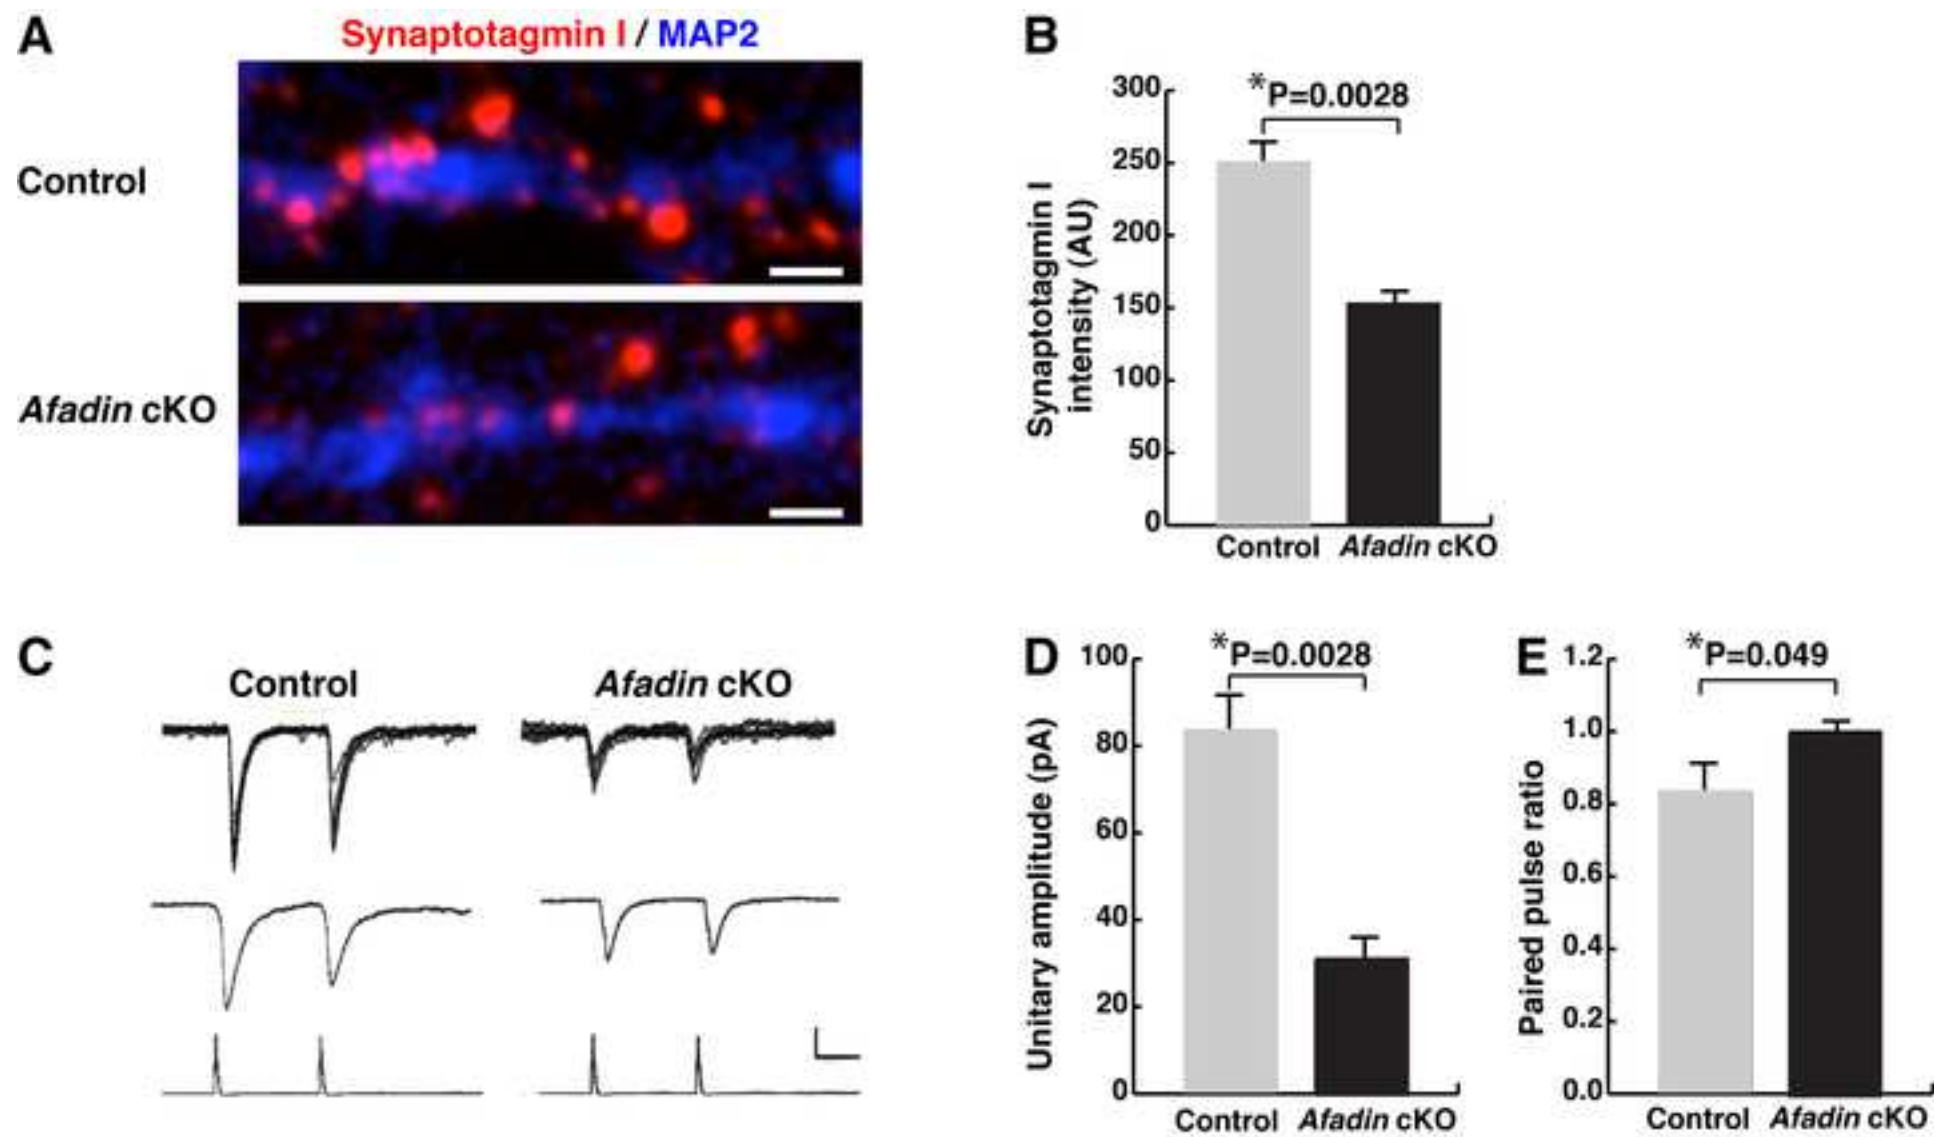 A
Synaptotagmin I / MAP2
Control
Afadin cKO
B
*P=0.0028
Synaptotagmin I
intensity (AU)
300
250
200
150
100
50
0
Control Afadin cKO
C
Control Afadin cKO
D
*P=0.0028
Unitary amplitude (pA)
100
80
60
40
20
0
Control Afadin cKO
E
*P=0.049
Paired pulse ratio
1.2
1.0
0.8
0.6
0.4
0.2
0.0
Control Afadin cKO